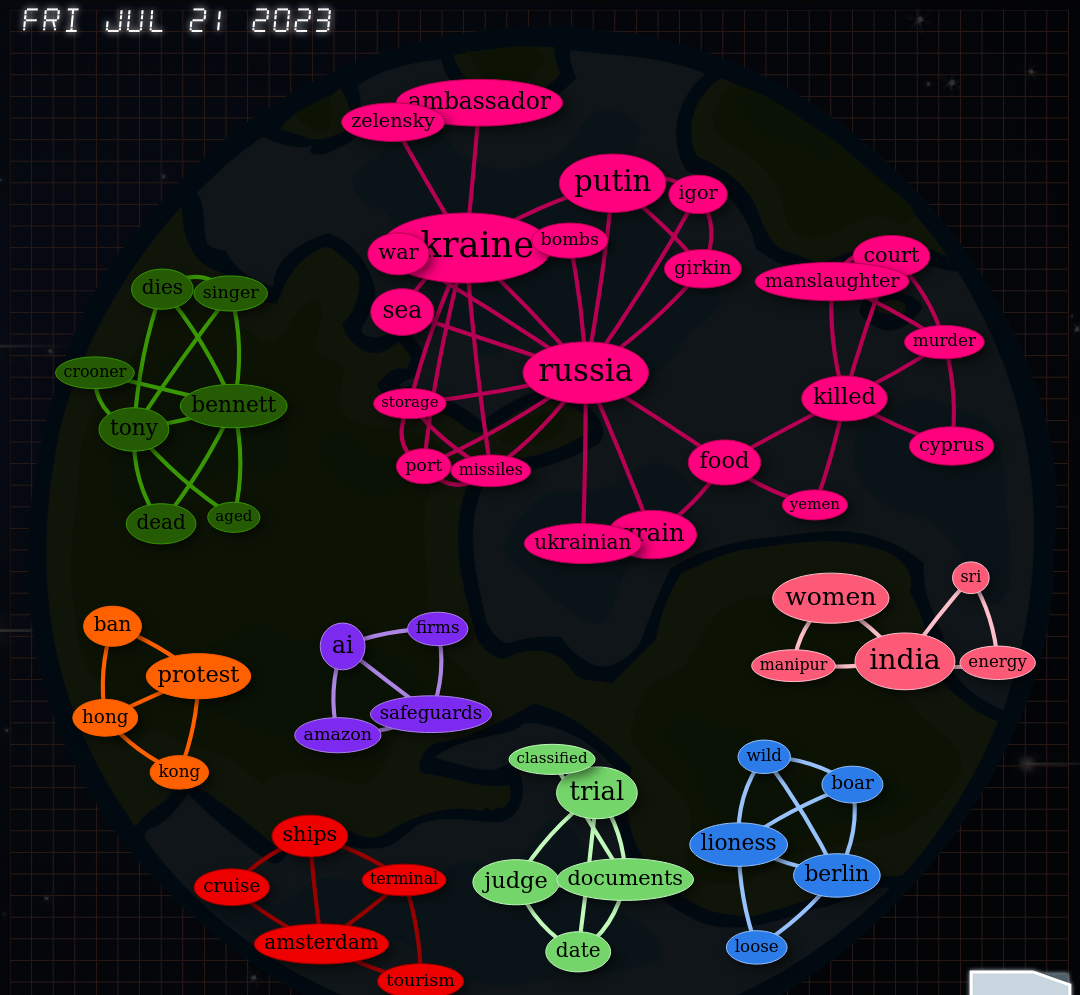 FRI JUL 21 2023
ambassador
zelensky
putin
igor
bombs
kraine
war
court
girkin
manslaughter
dies
singer
sea
murder
russia
crooner
killed
storage
bennett
tony
cyprus
food
port
missiles
yemen
aged
dead
grain
ukrainian
sri
women
ban
firms
ai
india
energy
manipur
protest
safeguards
hong
amazon
wild
classified
kong
boar
trial
ships
lioness
berlin
documents
terminal
judge
cruise
amsterdam
loose
date
tourism